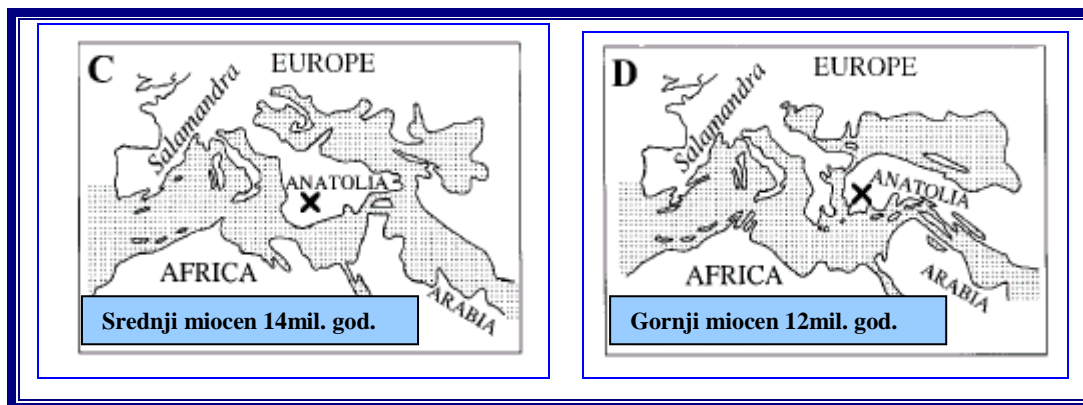 C
EUROPE
Salamandra
ANATOLIA
AFRICA
ARABIA
Srednji miocen 14mil. god.
D
EUROPE
Salamandra
ANATOLIA
AFRICA
ARABIA
Gornji miocen 12mil. god.